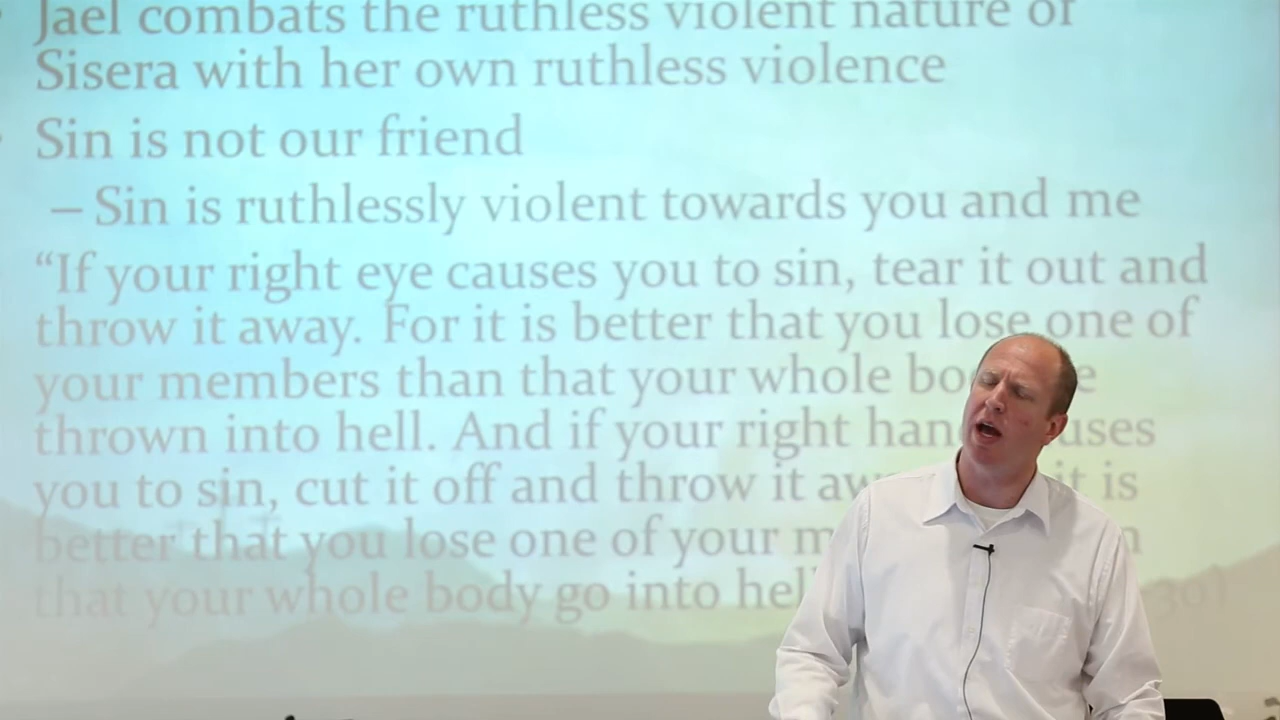 Jael combats the ruthless violent nature of
Sisera with her own ruthless violence
Sin is not our friend
– Sin is ruthlessly violent towards you and me
“If your right eye causes you to sin, tear it out and
throw it away. For it is better that you lose one of
your members than that your whole
thrown into hell. And if your right
you to sin, cut it off and throw it it is
better that you lose one of your
that your whole body go into hell